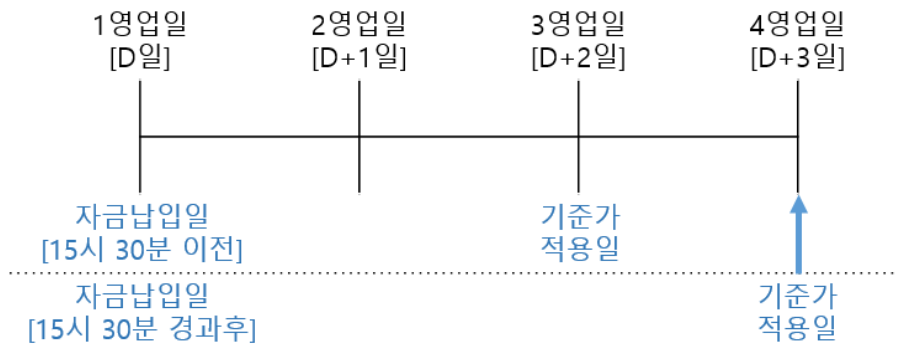 1영업일 2영업일 3영업일 4영업일
[D일] [D+1일] [D+2일] [D+3일]
자금납입일 기준가
[15시 30분 이전] 적용일
자금납입일 기준가
[15시 30분 경과후] 적용일